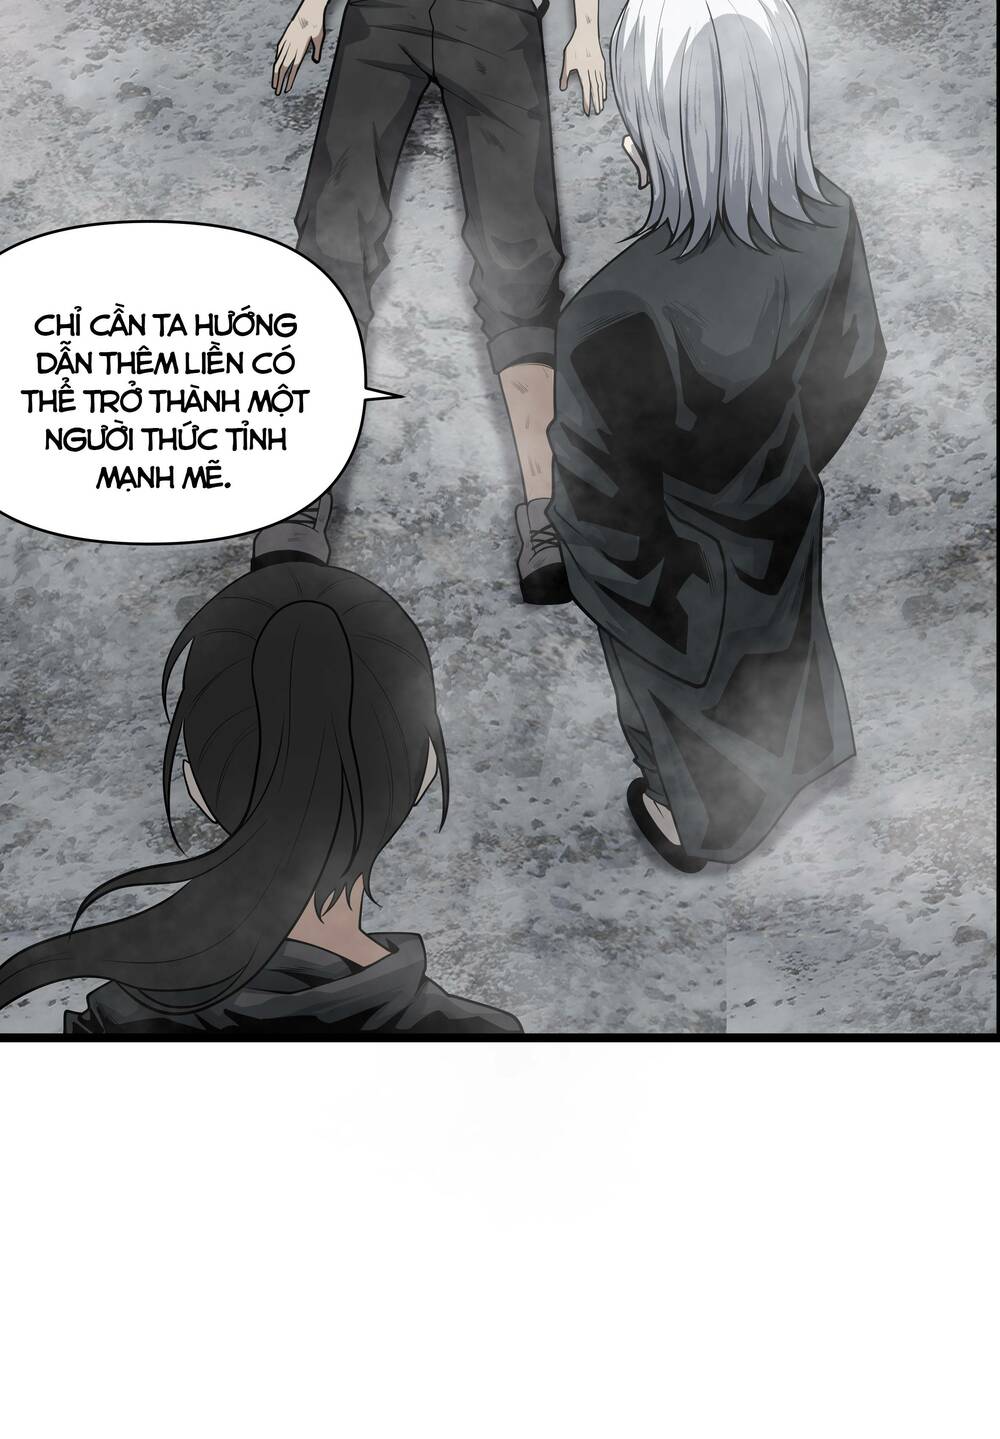 CHỈ CẦN TA HƯỚNG
DẪN THÊM LIỀN CÓ
THỂ TRỞ THÀNH MỘT
NGƯỜI THỨC TỈNH
MẠNH MẼ.